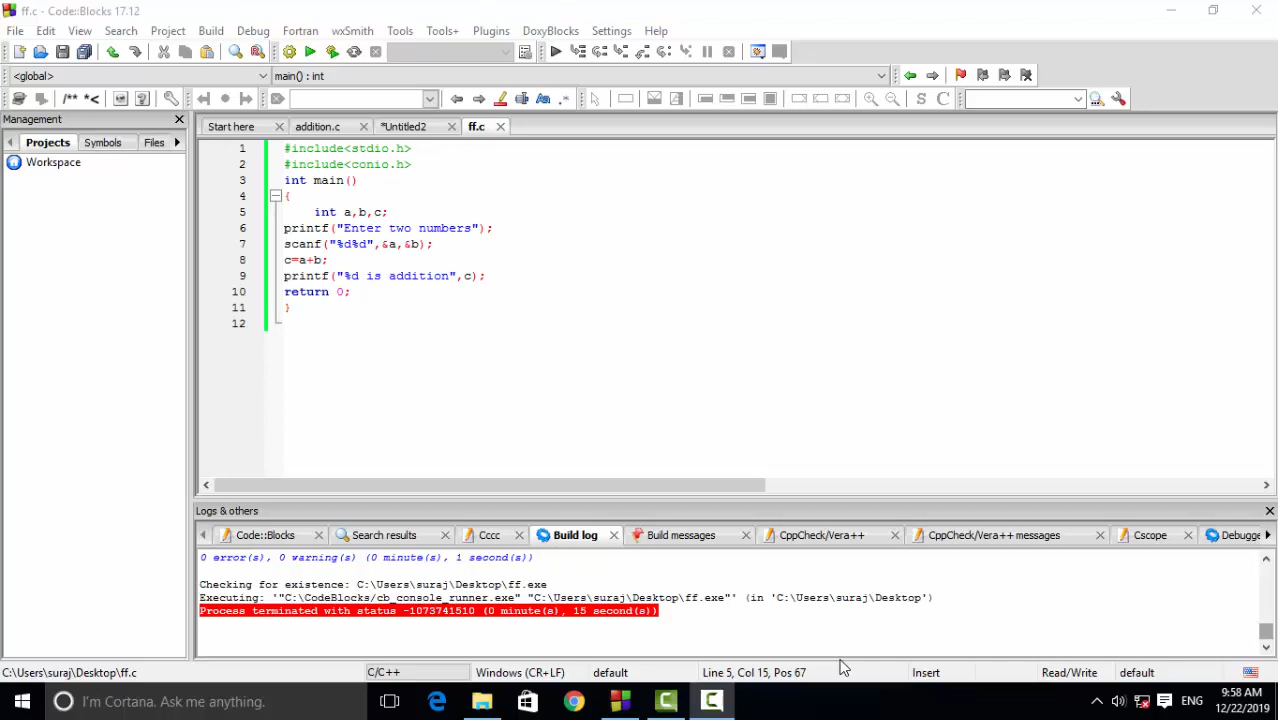 ff.c - Code::Blocks 17.12
File Edit View Search Project Build Debug Fortran wxSmith Tools Tools+ Plugins DoxyBlocks Settings Help
<global> main() : int
/** *< .* S C
Management
Start here addition.c *Untitled2 ff.c
Projects Symbols Files
Workspace
1 #include<stdio.h>
2 #include<conio.h>
3 int main()
4 {
5 int a,b,c;
6 printf("Enter two numbers");
7 scanf("%d%d",&a,&b);
8 c=a+b;
9 printf("%d is addition",c);
10 return 0;
11 }
12
Logs & others
Code::Blocks Search results Cccc Build log Build messages CppCheck/Vera++ CppCheck/Vera++ messages Cscope Debugge
0 error(s), 0 warning(s) (0 minute(s), 1 second(s))
Checking for existence: C:\Users\suraj\Desktop\ff.exe
Executing: '"C:\CodeBlocks/cb_console_runner.exe" "C:\Users\suraj\Desktop\ff.exe"' (in 'C:\Users\suraj\Desktop')
Process terminated with status -1073741510 (0 minute(s), 15 second(s))
C:\Users\suraj\Desktop\ff.c C/C++ Windows (CR+LF) default Line 5, Col 15, Pos 67 Insert Read/Write default
I'm Cortana. Ask me anything. ENG 9:58 AM
12/22/2019